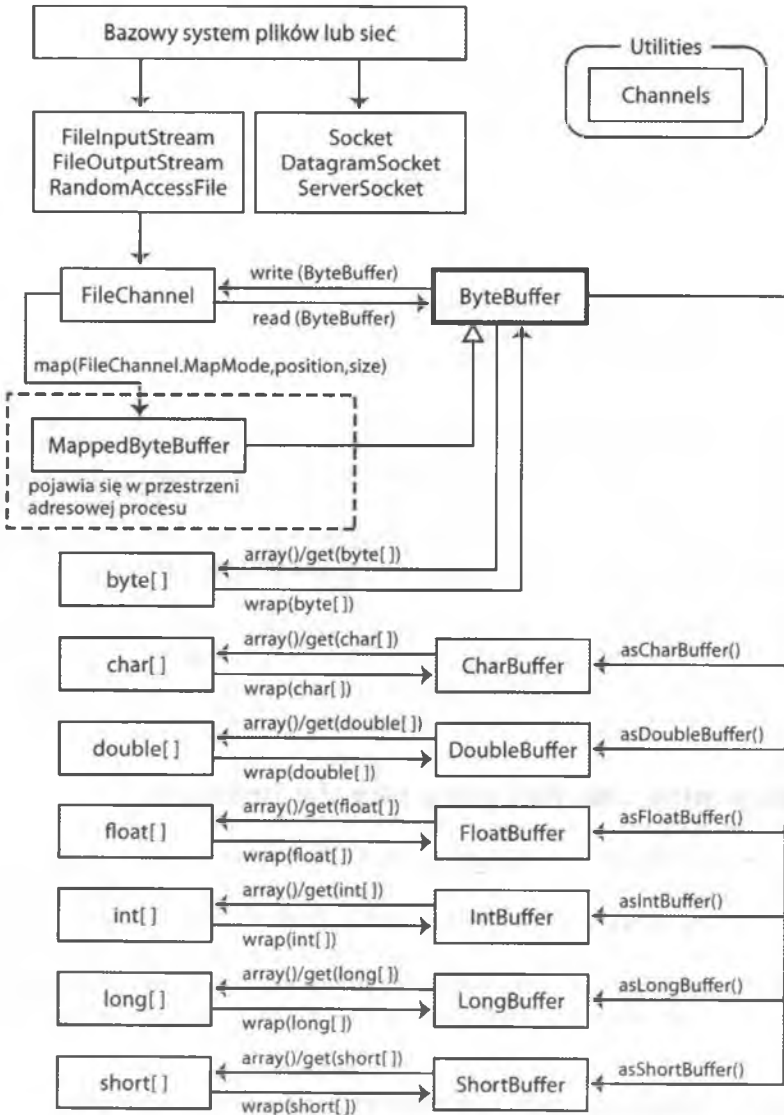 Bazowy system plików lub sieć
Utilities
Channels
FileInputStream
FileOutputStream
RandomAccessFile
Socket
DatagramSocket
ServerSocket
FileChannel
write (ByteBuffer)
read (ByteBuffer)
ByteBuffer
map(FileChannel.MapMode,position,size)
MappedByteBuffer
pojawia się w przestrzeni
adresowej procesu
byte[ ]
array()/get(byte[ ])
wrap(byte[ ])
char[ ]
array()/get(char[ ])
wrap(char[ ])
CharBuffer
asCharBuffer()
double[ ]
array()/get(double[ ])
wrap(double[ ])
DoubleBuffer
asDoubleBuffer()
float[ ]
array()/get(float[ ])
wrap(float[ ])
FloatBuffer
asFloatBuffer()
int[ ]
array()/get(int[ ])
wrap(int[ ])
IntBuffer
asIntBuffer()
long[ ]
array()/get(long[ ])
wrap(long[ ])
LongBuffer
asLongBuffer()
short[ ]
array()/get(short[ ])
wrap(short[ ])
ShortBuffer
asShortBuffer()